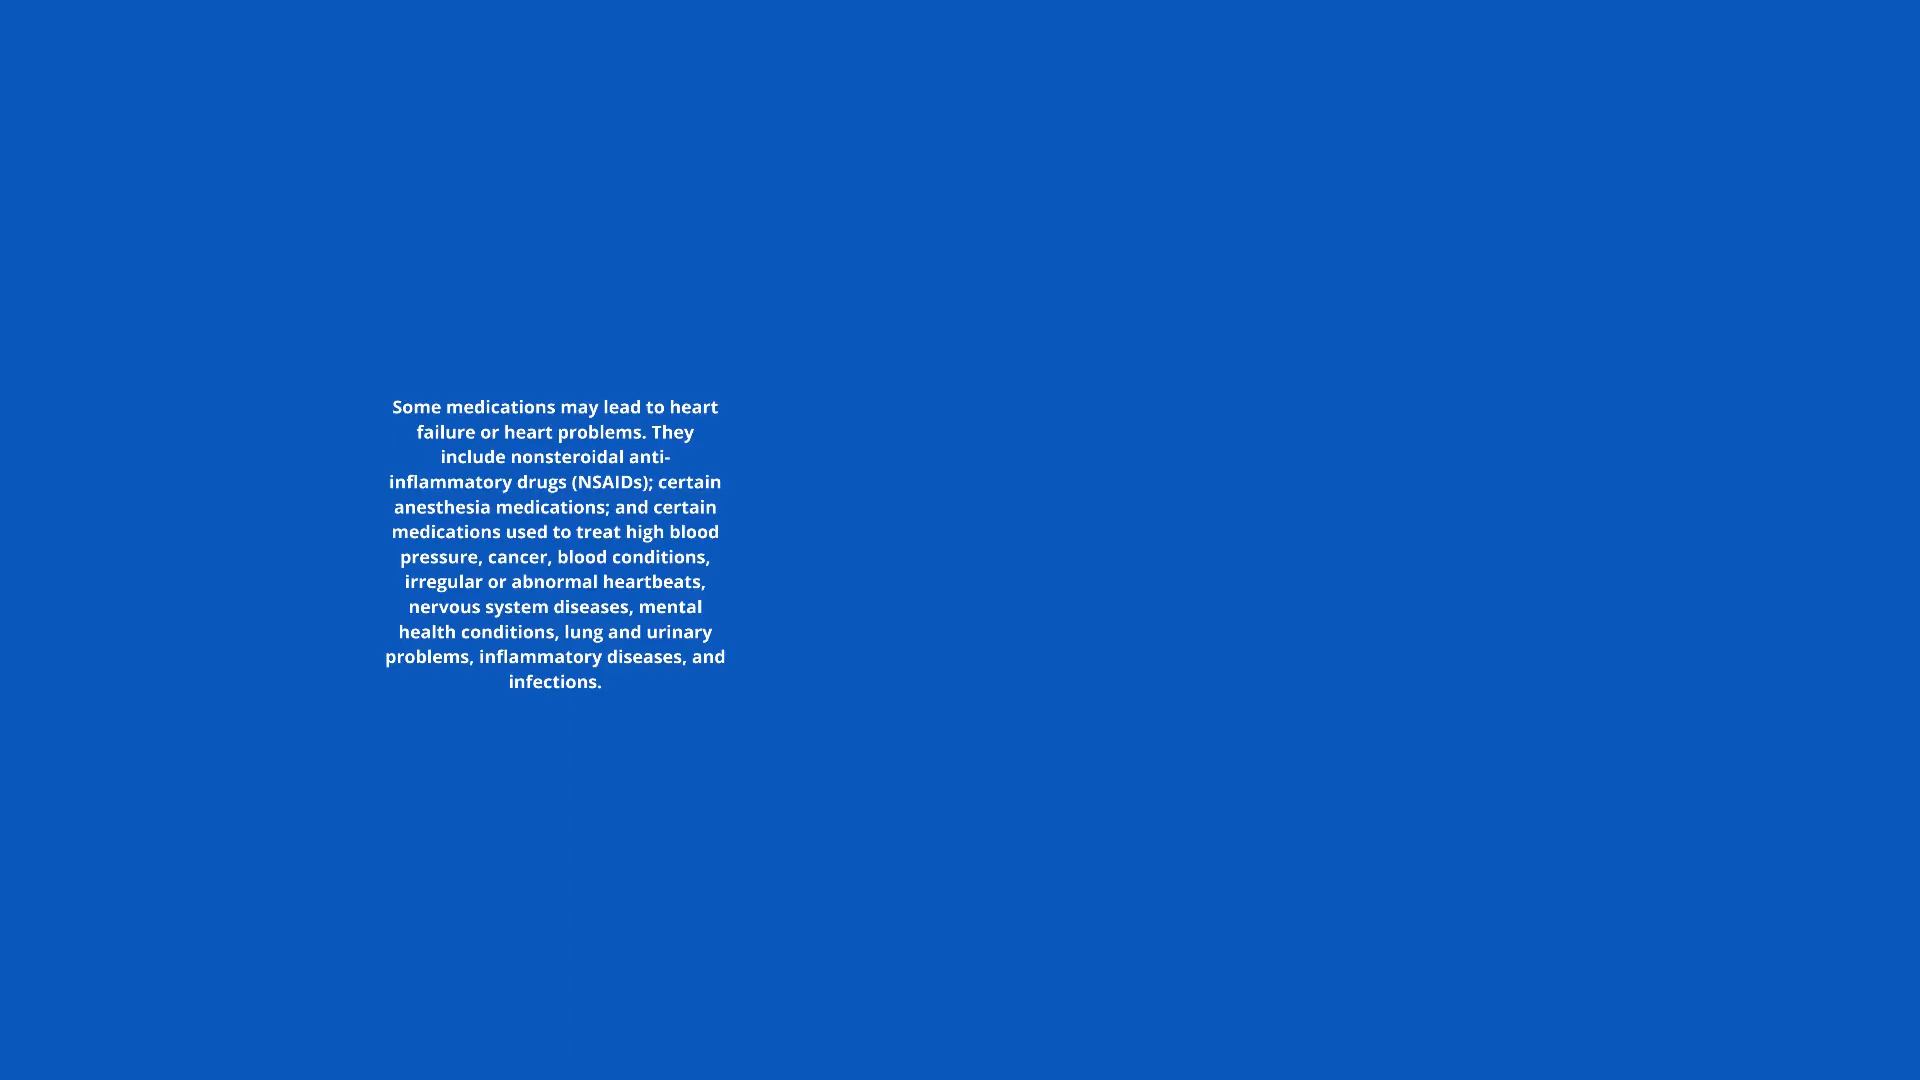 Some medications may lead to heart
failure or heart problems. They
include nonsteroidal anti-
inflammatory drugs (NSAIDs); certain
anesthesia medications; and certain
medications used to treat high blood
pressure, cancer, blood conditions,
irregular or abnormal heartbeats,
nervous system diseases, mental
health conditions, lung and urinary
problems, inflammatory diseases, and
infections.